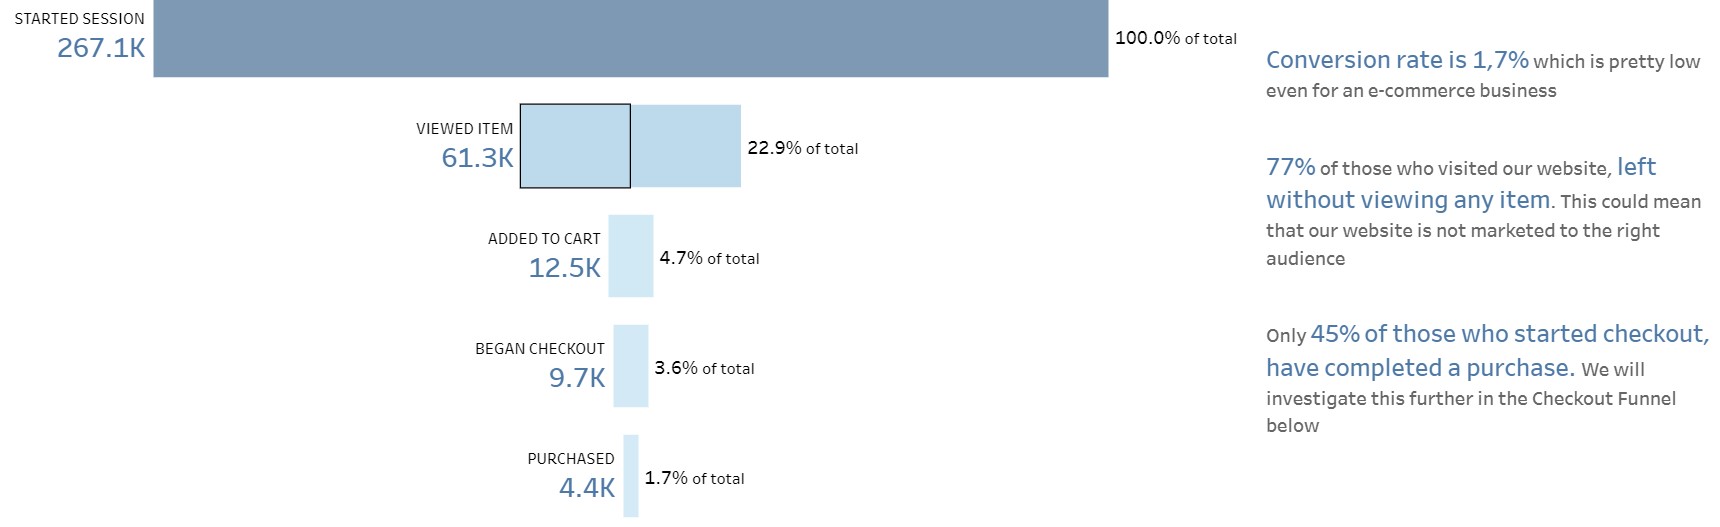 STARTED SESSION
267.1K
100.0% of total
VIEWED ITEM
61.3K
22.9% of total
ADDED TO CART
12.5K
4.7% of total
BEGAN CHECKOUT
9.7K
3.6% of total
PURCHASED
4.4K
1.7% of total
Conversion rate is 1,7% which is pretty low
even for an e-commerce business
77% of those who visited our website, left
without viewing any item. This could mean
that our website is not marketed to the right
audience
Only 45% of those who started checkout,
have completed a purchase. We will
investigate this further in the Checkout Funnel
below